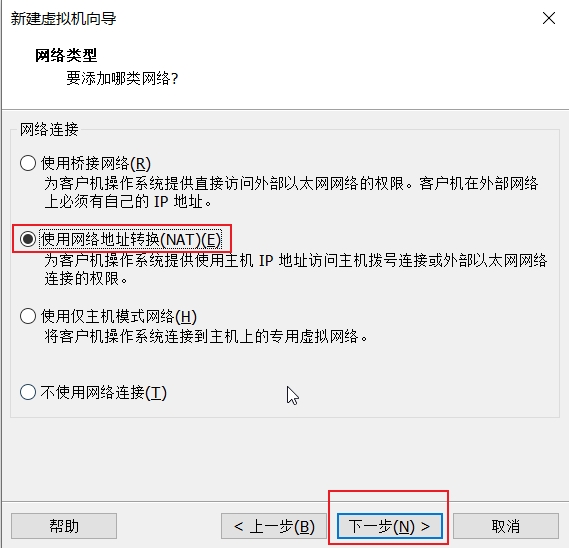 新建虚拟机向导
网络类型
要添加哪类网络?
网络连接
使用桥接网络(R)
为客户机操作系统提供直接访问外部以太网网络的权限。客户机在外部网络
上必须有自己的 IP 地址。
使用网络地址转换(NAT)(E)
为客户机操作系统提供使用主机 IP 地址访问主机拨号连接或外部以太网网络
连接的权限。
使用仅主机模式网络(H)
将客户机操作系统连接到主机上的专用虚拟网络。
不使用网络连接(T)
帮助
< 上一步(B)
下一步(N) >
取消